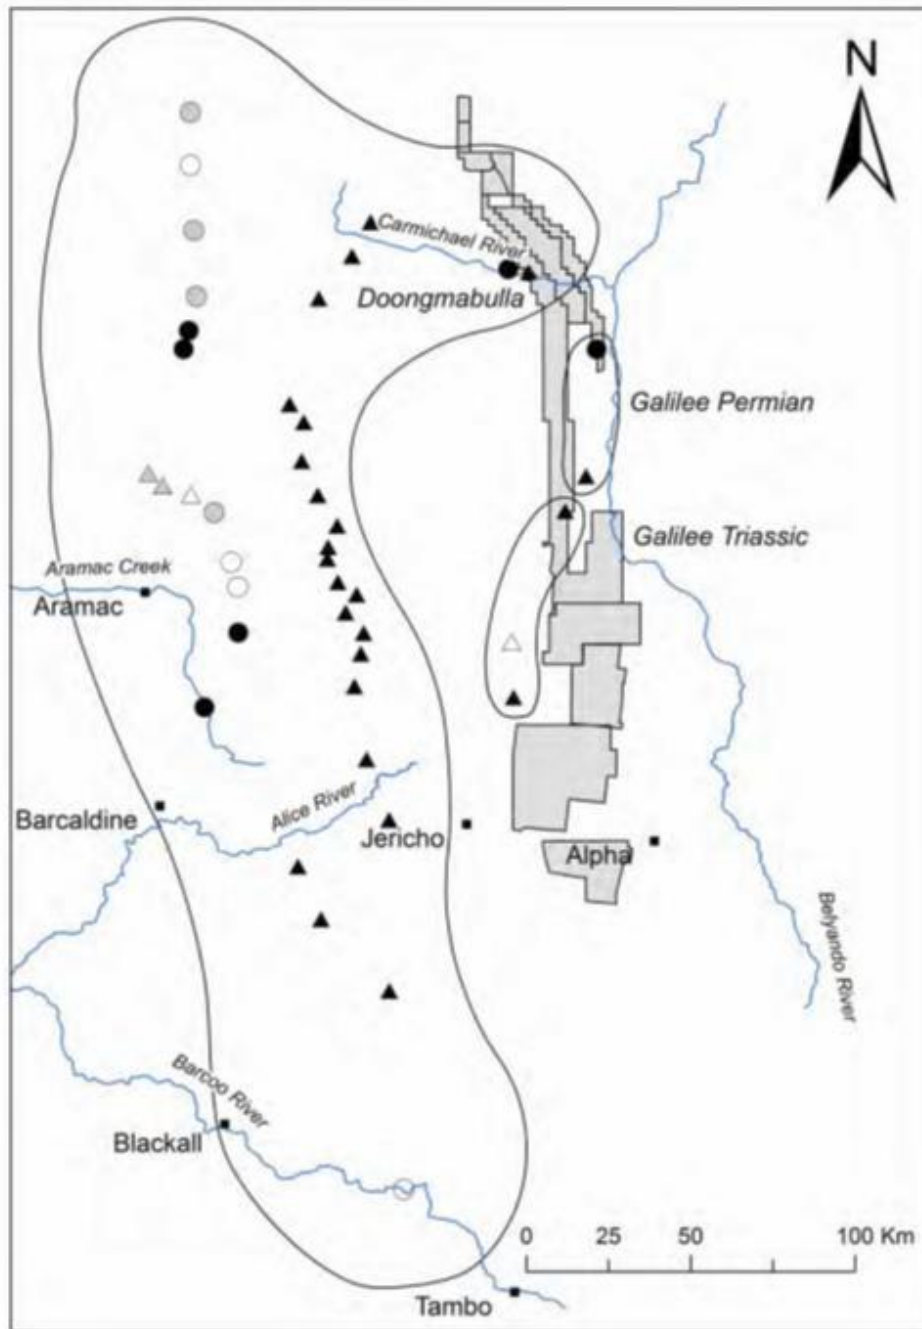 N
Carmichael River
Doongmabulla
Galilee Permian
Galilee Triassic
Aramac Creek
Aramac
Barcaldine
Alice River
Jericho
Alpha
Belyando River
Barcoo River
Blackall
0 25 50 100 Km
Tambo